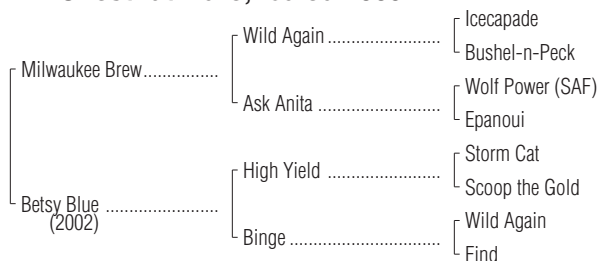 Icecapade
Wild Again
Bushel-n-Peck
Milwaukee Brew
Wolf Power (SAF)
Ask Anita
Epanoui
Storm Cat
High Yield
Scoop the Gold
Betsy Blue
(2002)
Wild Again
Binge
Find